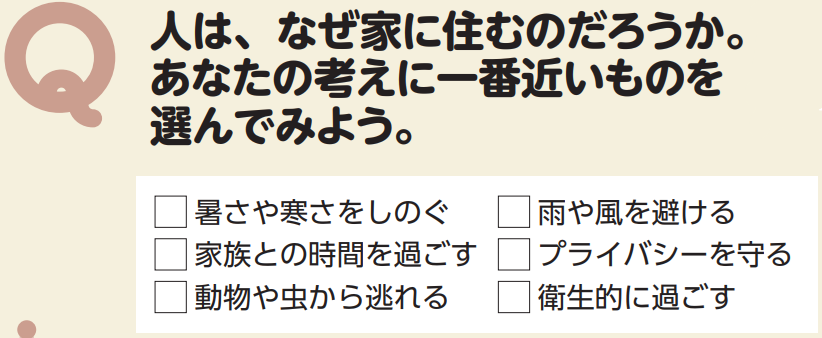 Q
人は、なぜ家に住むのだろうか。
あなたの考えに一番近いものを
選んでみよう。
□ 暑さや寒さをしのぐ □ 雨や風を避ける
□ 家族との時間を過ごす □ プライバシーを守る
□ 動物や虫から逃れる □ 衛生的に過ごす